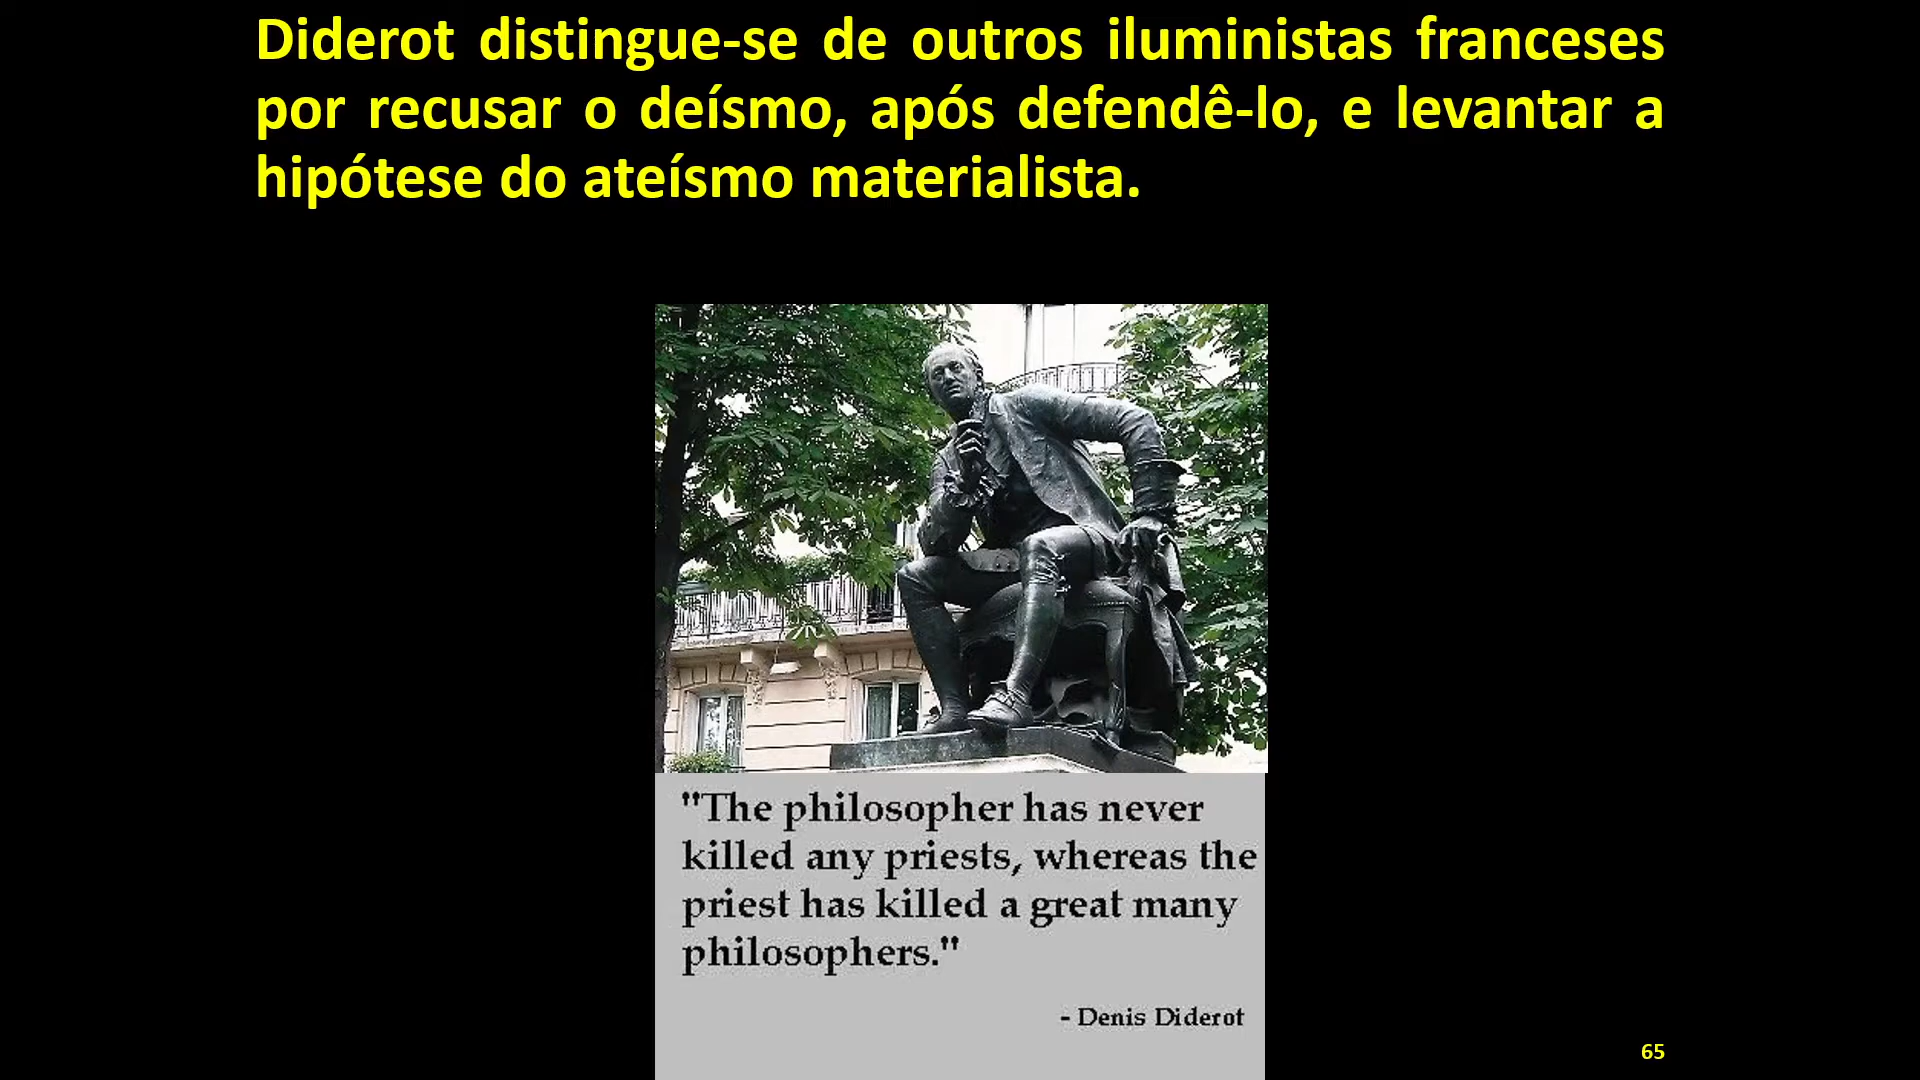 Diderot distingue-se de outros iluministas franceses
por recusar o deísmo, após defendê-lo, e levantar a
hipótese do ateísmo materialista.
"The philosopher has never
killed any priests, whereas the
priest has killed a great many
philosophers."
- Denis Diderot
65